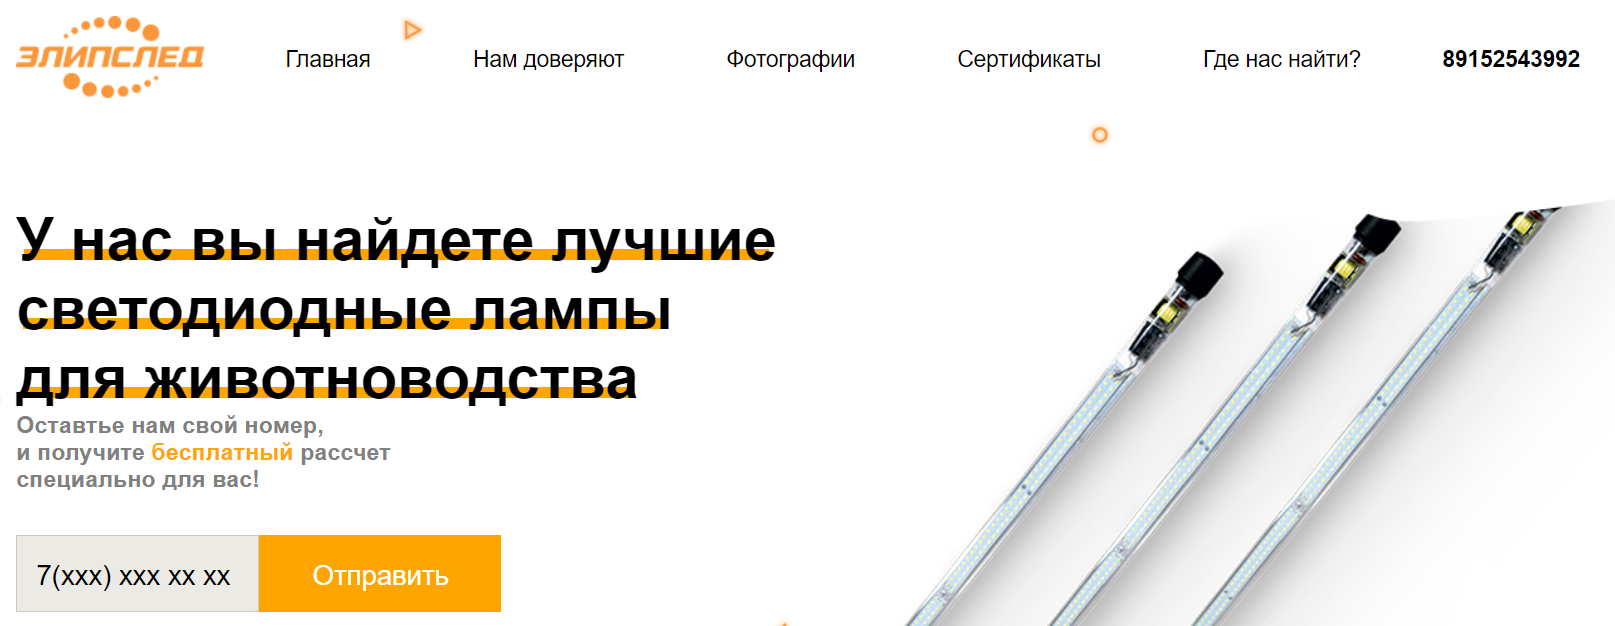 ЭЛИПСЛЕД
Главная
Нам доверяют
Фотографии
Сертификаты
Где нас найти?
89152543992
У нас вы найдете лучшие
светодиодные лампы
для животноводства
Оставтье нам свой номер,
и получите бесплатный рассчет
специально для вас!
7(xxx) xxx xx xx
Отправить